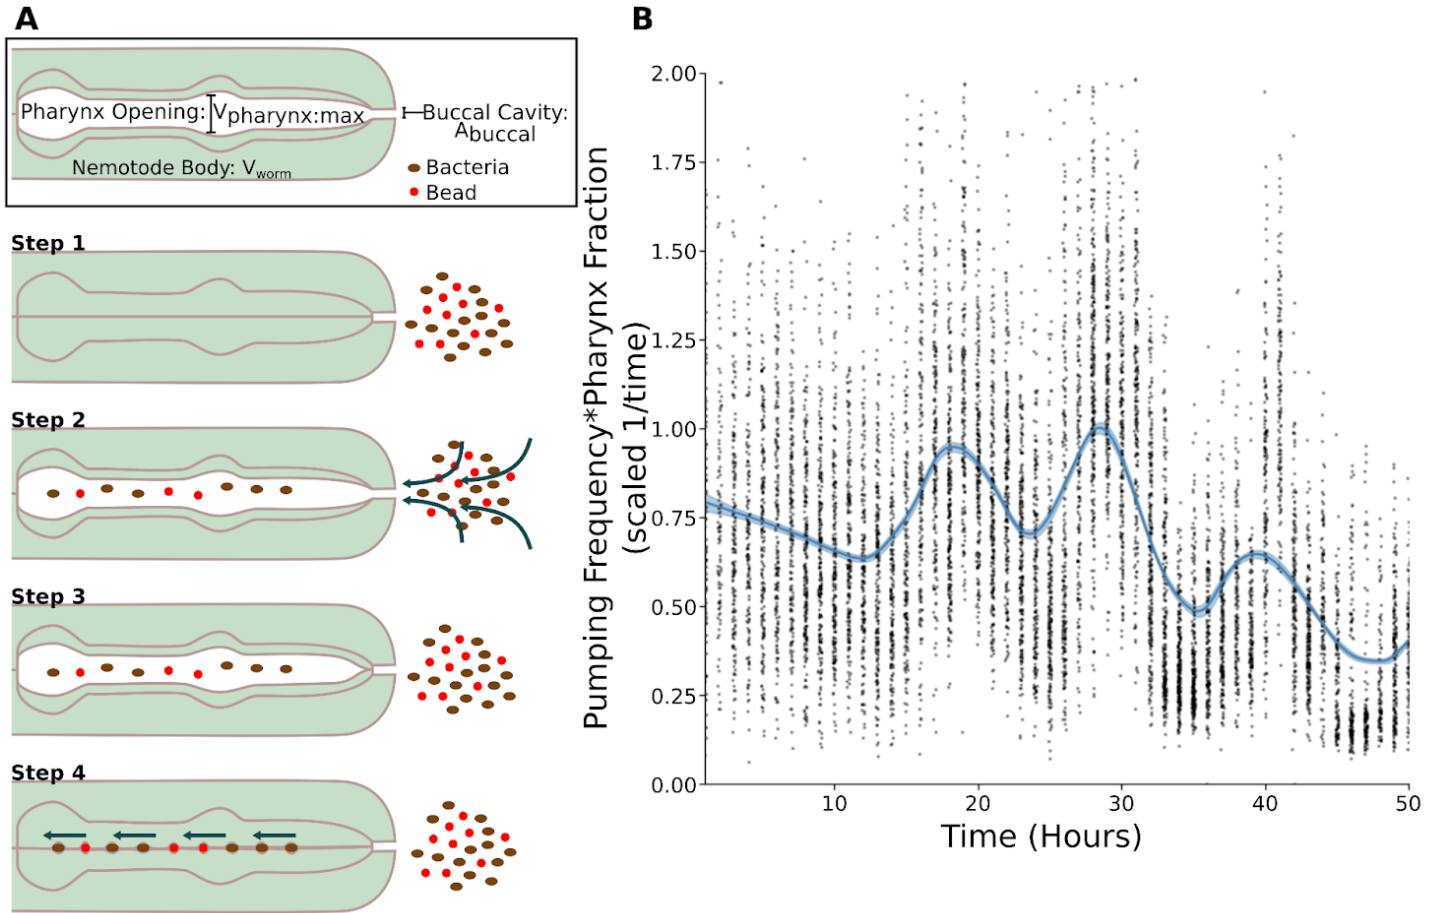 A
Pharynx Opening: Vpharynx:max
Buccal Cavity:
Abuccal
Nemotode Body: Vworm
Bacteria
Bead
Step 1
Step 2
Step 3
Step 4
B
Pumping Frequency*Pharynx Fraction
(scaled 1/time)
2.00
1.75
1.50
1.25
1.00
0.75
0.50
0.25
0.00
10 20 30 40 50
Time (Hours)